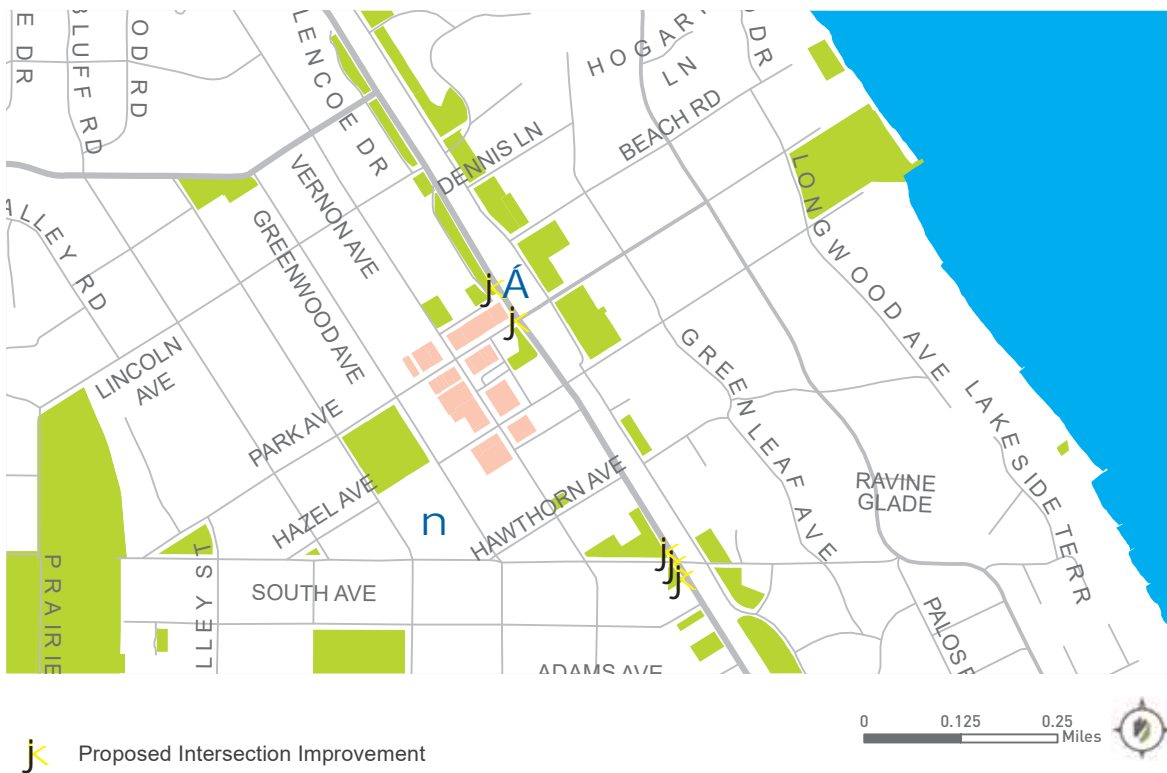 E DR
BLUFF RD
OD RD
LENCOE DR
HOGAR
LN
DR
BEACH RD
DENNIS LN
VERNON AVE
GREENWOOD AVE
ALLEY RD
LONGWOOD AVE
LINCOLN
AVE
PARK AVE
HAZEL AVE
HAWTHORN AVE
GREENLEAF AVE
LAKESIDE TERR
RAVINE
GLADE
j
Á
j
n
j
j
j
PRAIRIE
LLEY ST
SOUTH AVE
ADAMS AVE
PALOS
0 0.125 0.25
Miles
j Proposed Intersection Improvement